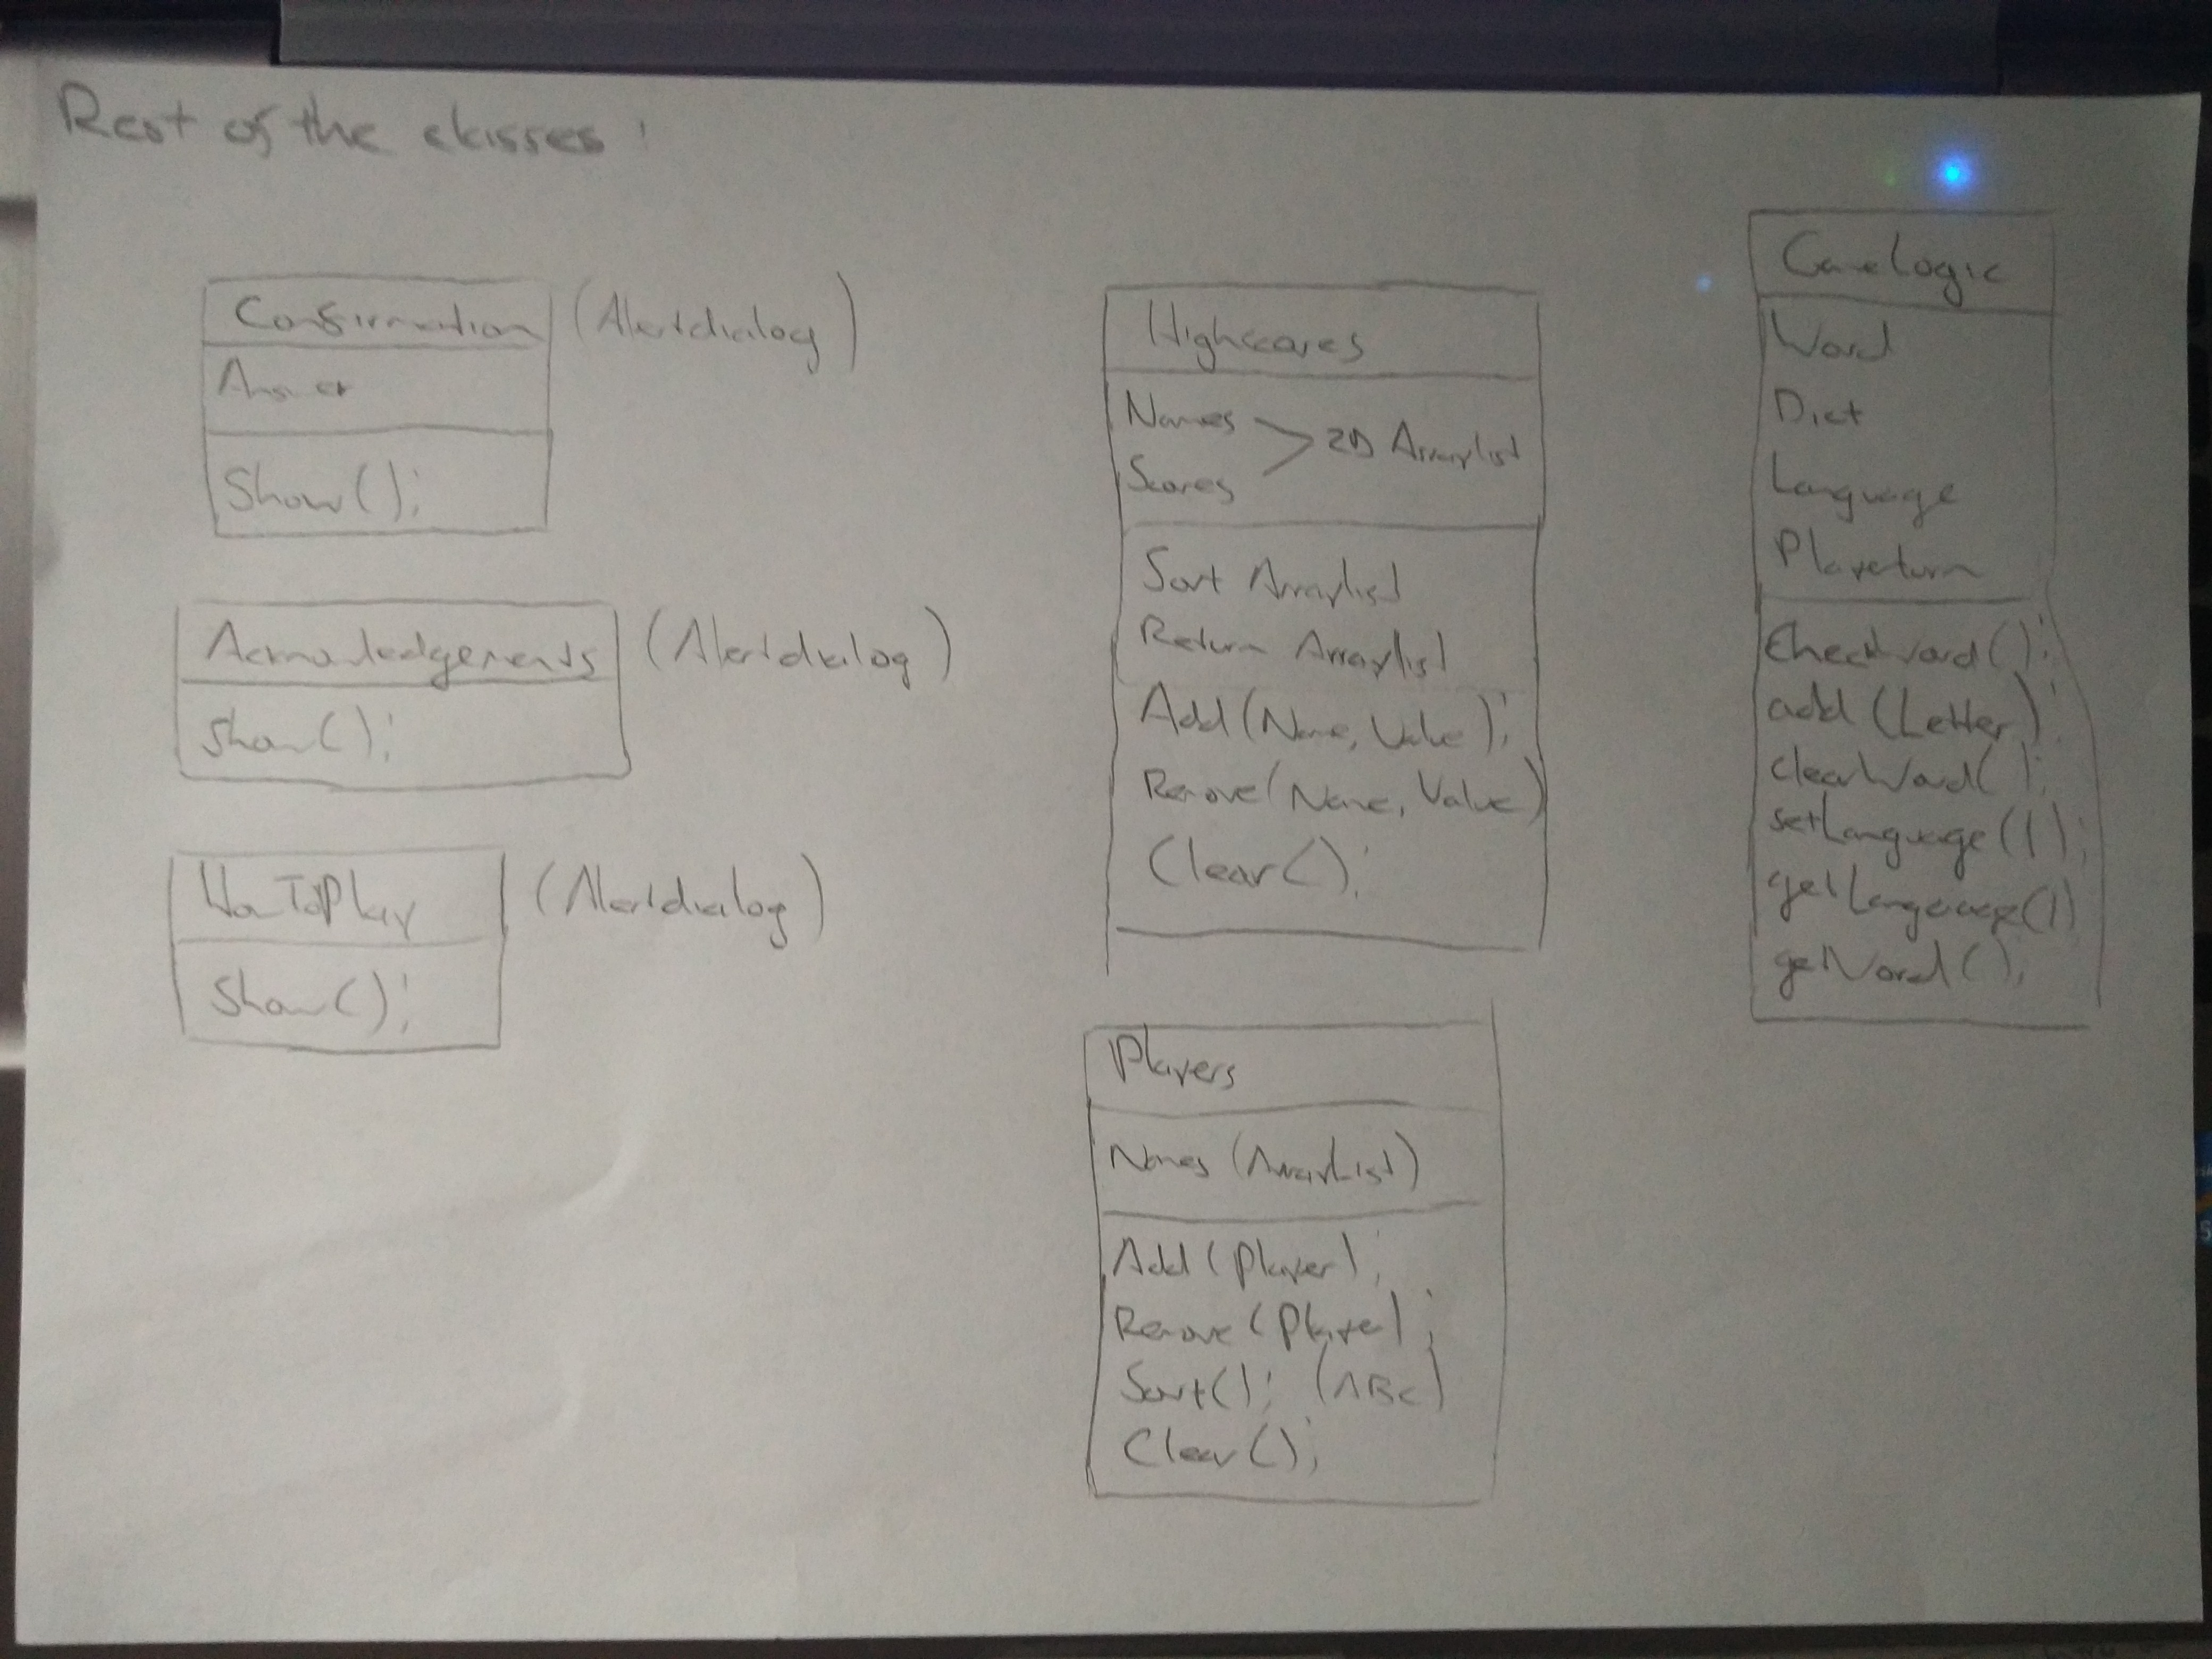 Rest of the classes:
Confirmation (Alertdialog)
Answer
Show();
Acknowledgements (Alertdialog)
Show();
HowToPlay (Alertdialog)
Show();
Highscores
Names
Scores > 2D Arraylist
Sort Arraylist
Return Arraylist
Add (Name, Value);
Remove (Name, Value)
Clear();
Players
Names (ArrayList)
Add (Player);
Remove (Player);
Sort(); (ABC)
Clear();
GameLogic
Word
Dict
Language
Playerturn
CheckWord();
add (Letter);
clearWord( );
setLanguage();
getLanguage()
getWord();